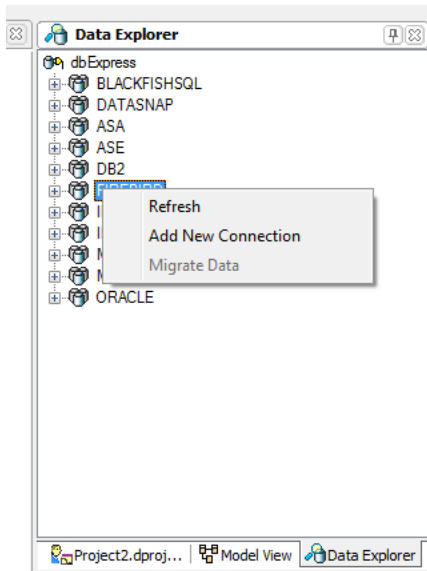 Data Explorer
dbExpress
BLACKFISHSQL
DATASNAP
ASA
ASE
DB2
Refresh
Add New Connection
Migrate Data
ORACLE
Project2.dproj...
Model View
Data Explorer